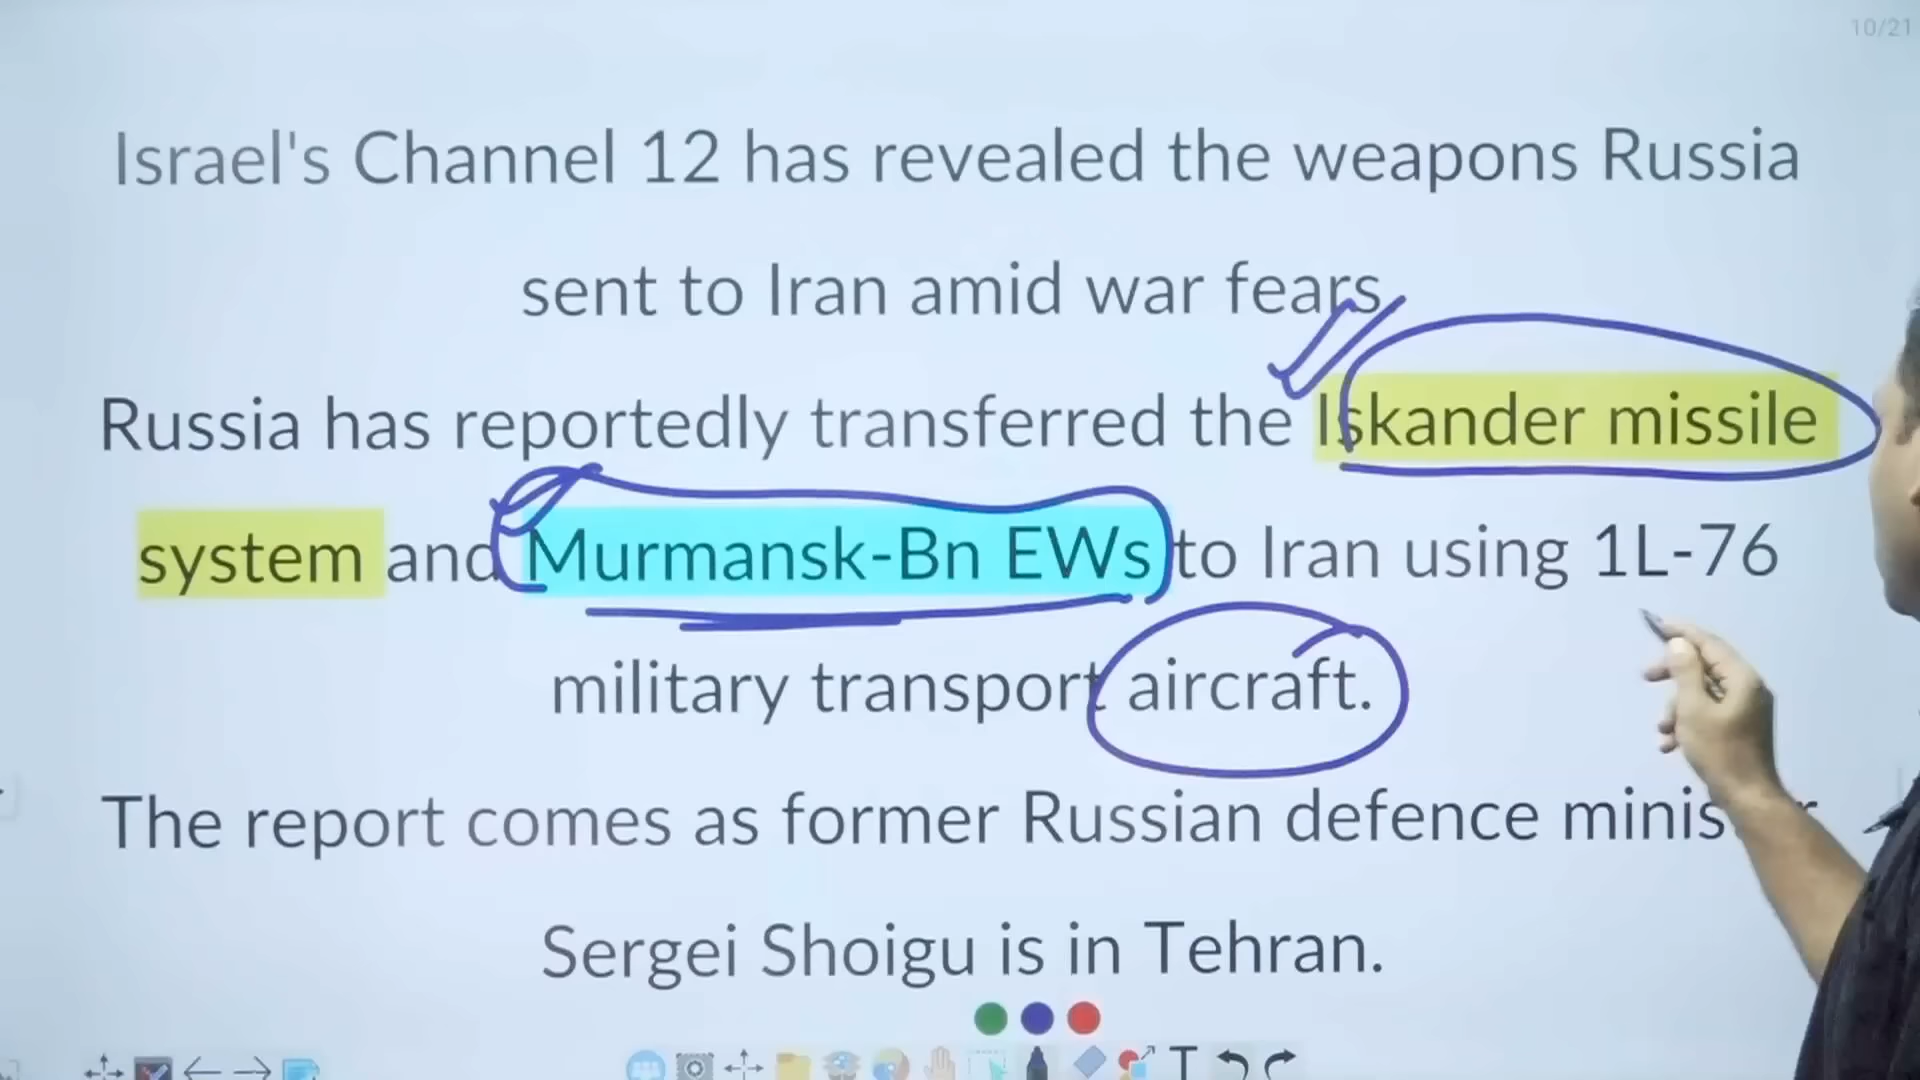 10/21
Israel's Channel 12 has revealed the weapons Russia
sent to Iran amid war fears
Russia has reportedly transferred the Iskander missile
system and Murmansk-Bn EWs to Iran using 1L-76
military transport aircraft.
The report comes as former Russian defence
Sergei Shoigu is in Tehran.
T